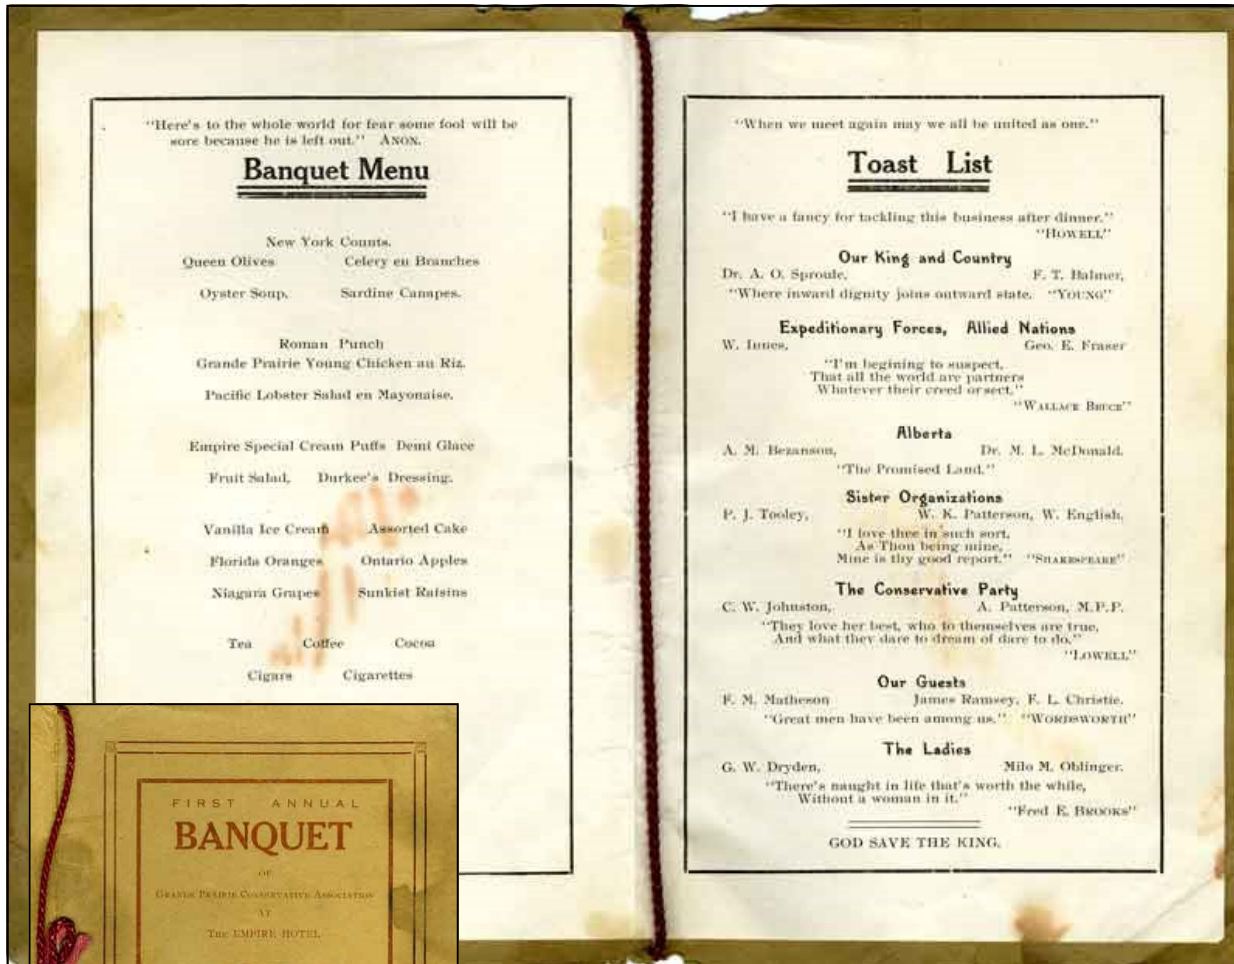 "Here's to the whole world for fear some fool will be
sore because he is left out." ANON.
Banquet Menu
New York Counts.
Queen Olives Celery en Branches
Oyster Soup. Sardine Canapes.
Roman Punch
Grande Prairie Young Chicken au Riz.
Pacific Lobster Salad en Mayonaise.
Empire Special Cream Puffs Demi Glace
Fruit Salad, Durkee's Dressing.
Vanilla Ice Cream Assorted Cake
Florida Oranges Ontario Apples
Niagara Grapes Sunkist Raisins
Tea Coffee Cocoa
Cigars Cigarettes
FIRST ANNUAL
BANQUET
OF
GRANDE PRAIRIE CONSERVATIVE ASSOCIATION
AT
THE EMPIRE HOTEL
"When we meet again may we all be united as one."
Toast List
"I have a fancy for tackling this business after dinner."
"HOWELL"
Our King and Country
Dr. A. O. Sproule, F. T. Balmer,
"Where inward dignity joins outward state. "YOUNG"
Expeditionary Forces, Allied Nations
W. Innes, Geo. E. Fraser
"I'm begining to suspect,
That all the world are partners
Whatever their creed or sect."
"WALLACE BRUCE"
Alberta
A. M. Bezanson, Dr. M. L. McDonald.
"The Promised Land."
Sister Organizations
P. J. Tooley, W. K. Patterson, W. English.
"I love thee in such sort,
As Thou being mine,
Mine is thy good report." "SHAKESPEARE"
The Conservative Party
C. W. Johnston, A. Patterson, M.P.P.
"They love her best, who to themselves are true,
And what they dare to dream of dare to do."
"LOWELL"
Our Guests
F. M. Matheson James Ramsey, F. L. Christie.
"Great men have been among us." "WORDSWORTH"
The Ladies
G. W. Dryden, Milo M. Oblinger.
"There's naught in life that's worth the while,
Without a woman in it."
"Fred E. BROOKS"
GOD SAVE THE KING.